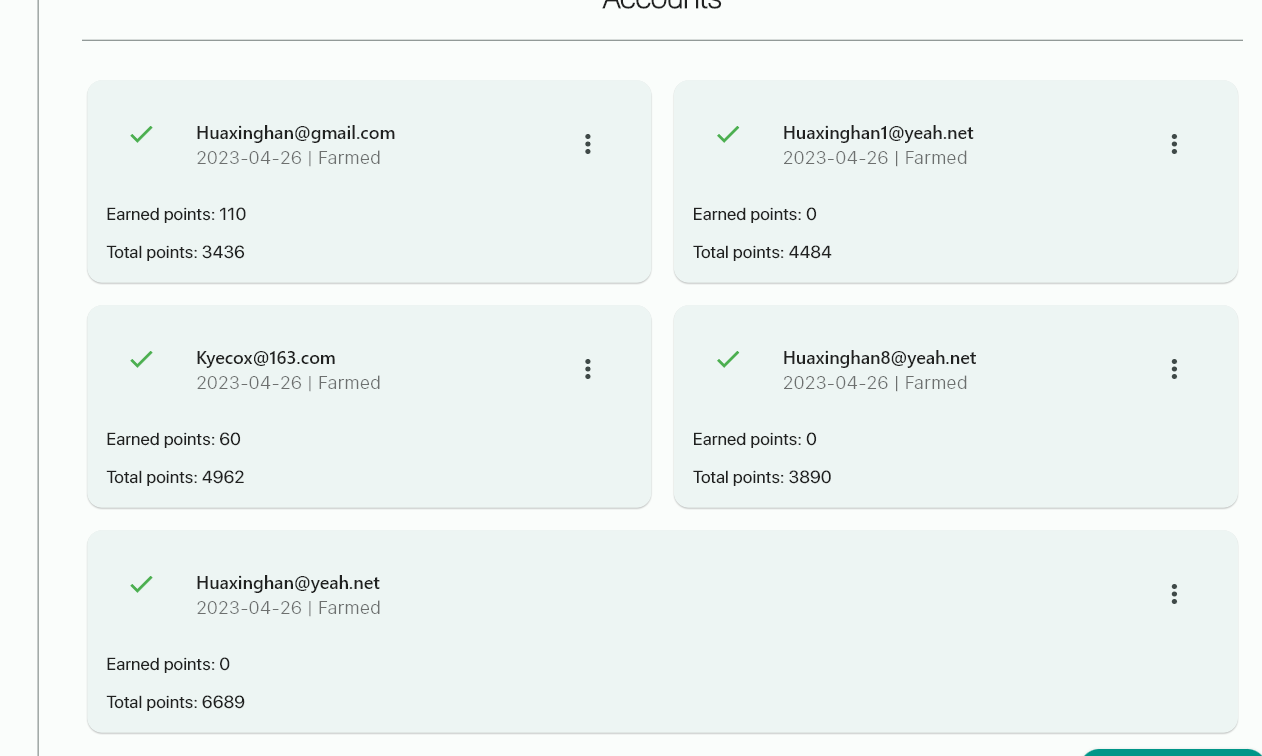 Accounts
Huaxinghan@gmail.com
2023-04-26 | Farmed
Earned points: 110
Total points: 3436
Huaxinghan1@yeah.net
2023-04-26 | Farmed
Earned points: 0
Total points: 4484
Kyecox@163.com
2023-04-26 | Farmed
Earned points: 60
Total points: 4962
Huaxinghan8@yeah.net
2023-04-26 | Farmed
Earned points: 0
Total points: 3890
Huaxinghan@yeah.net
2023-04-26 | Farmed
Earned points: 0
Total points: 6689